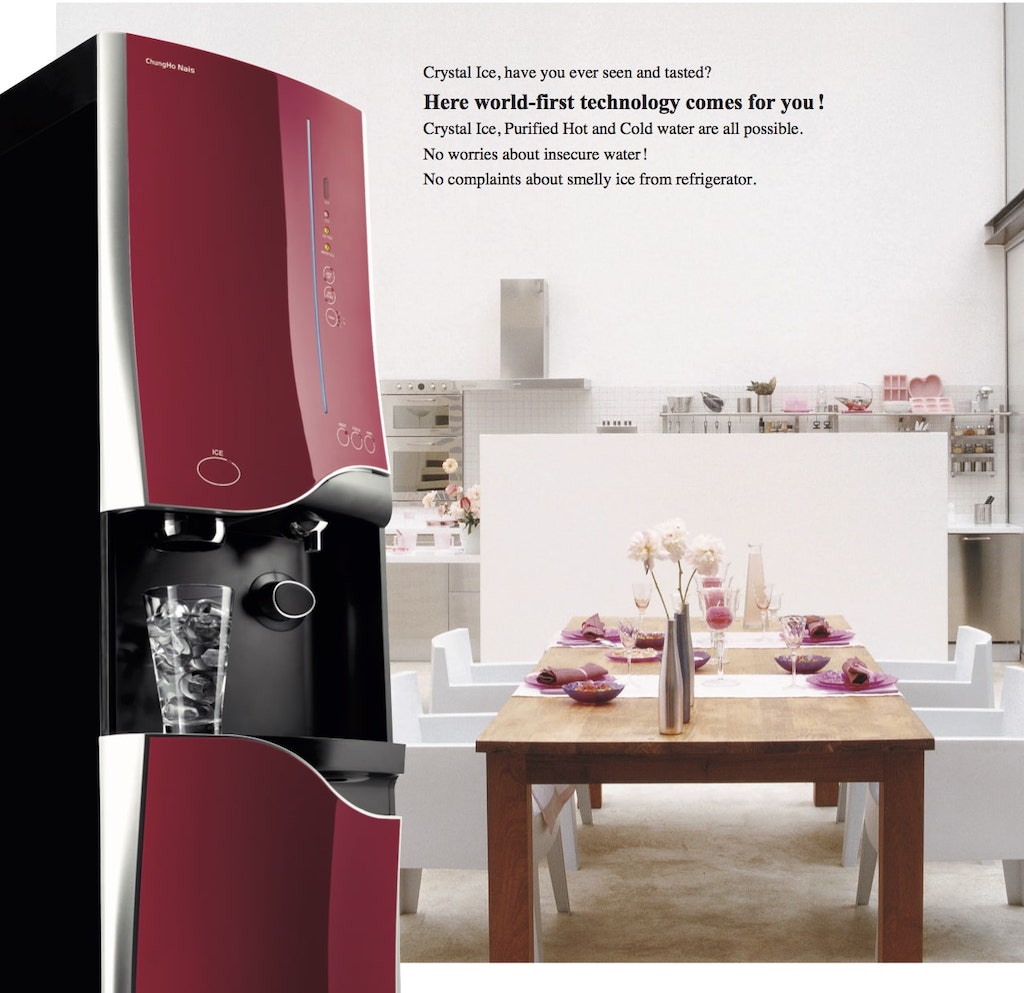 ChungHo Nais
Crystal Ice, have you ever seen and tasted?
Here world-first technology comes for you!
Crystal Ice, Purified Hot and Cold water are all possible.
No worries about insecure water!
No complaints about smelly ice from refrigerator.
ICE